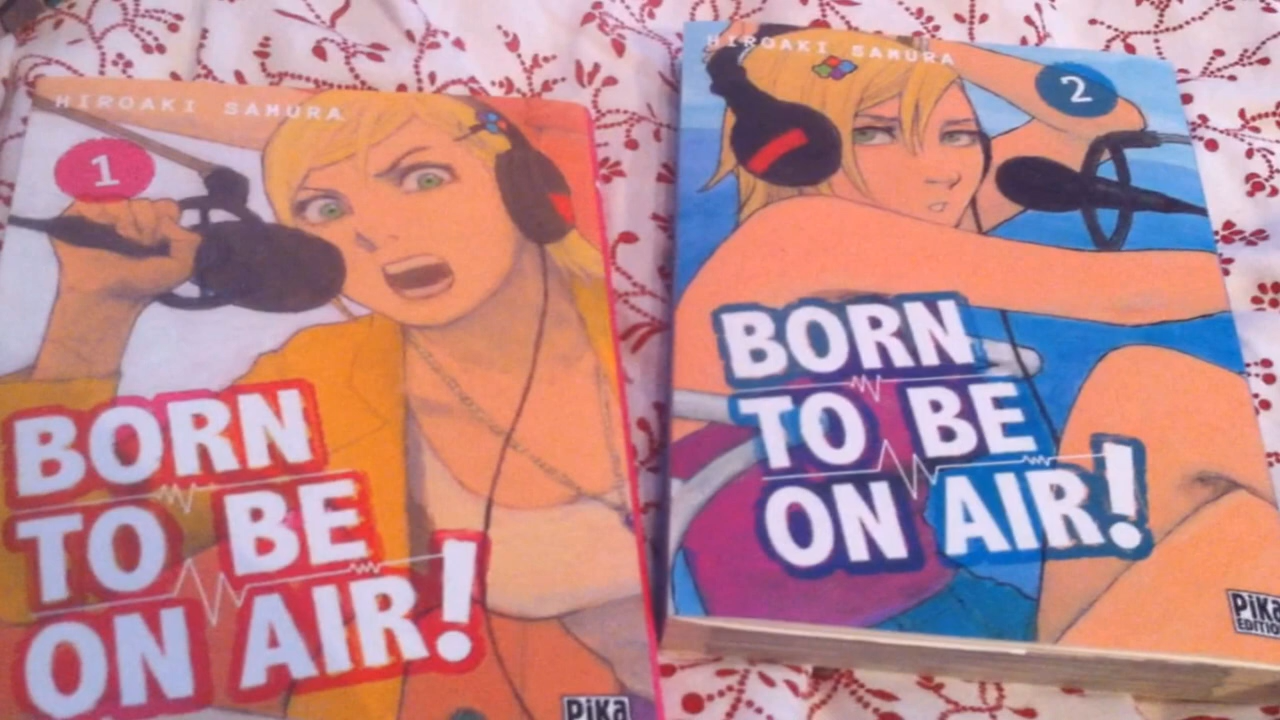 HIROAKI SAMURA
1
BORN
TO BE
ON AIR!
Pika
HIROAKI SAMURA
2
BORN
TO BE
ON AIR!
Pika
EDITION